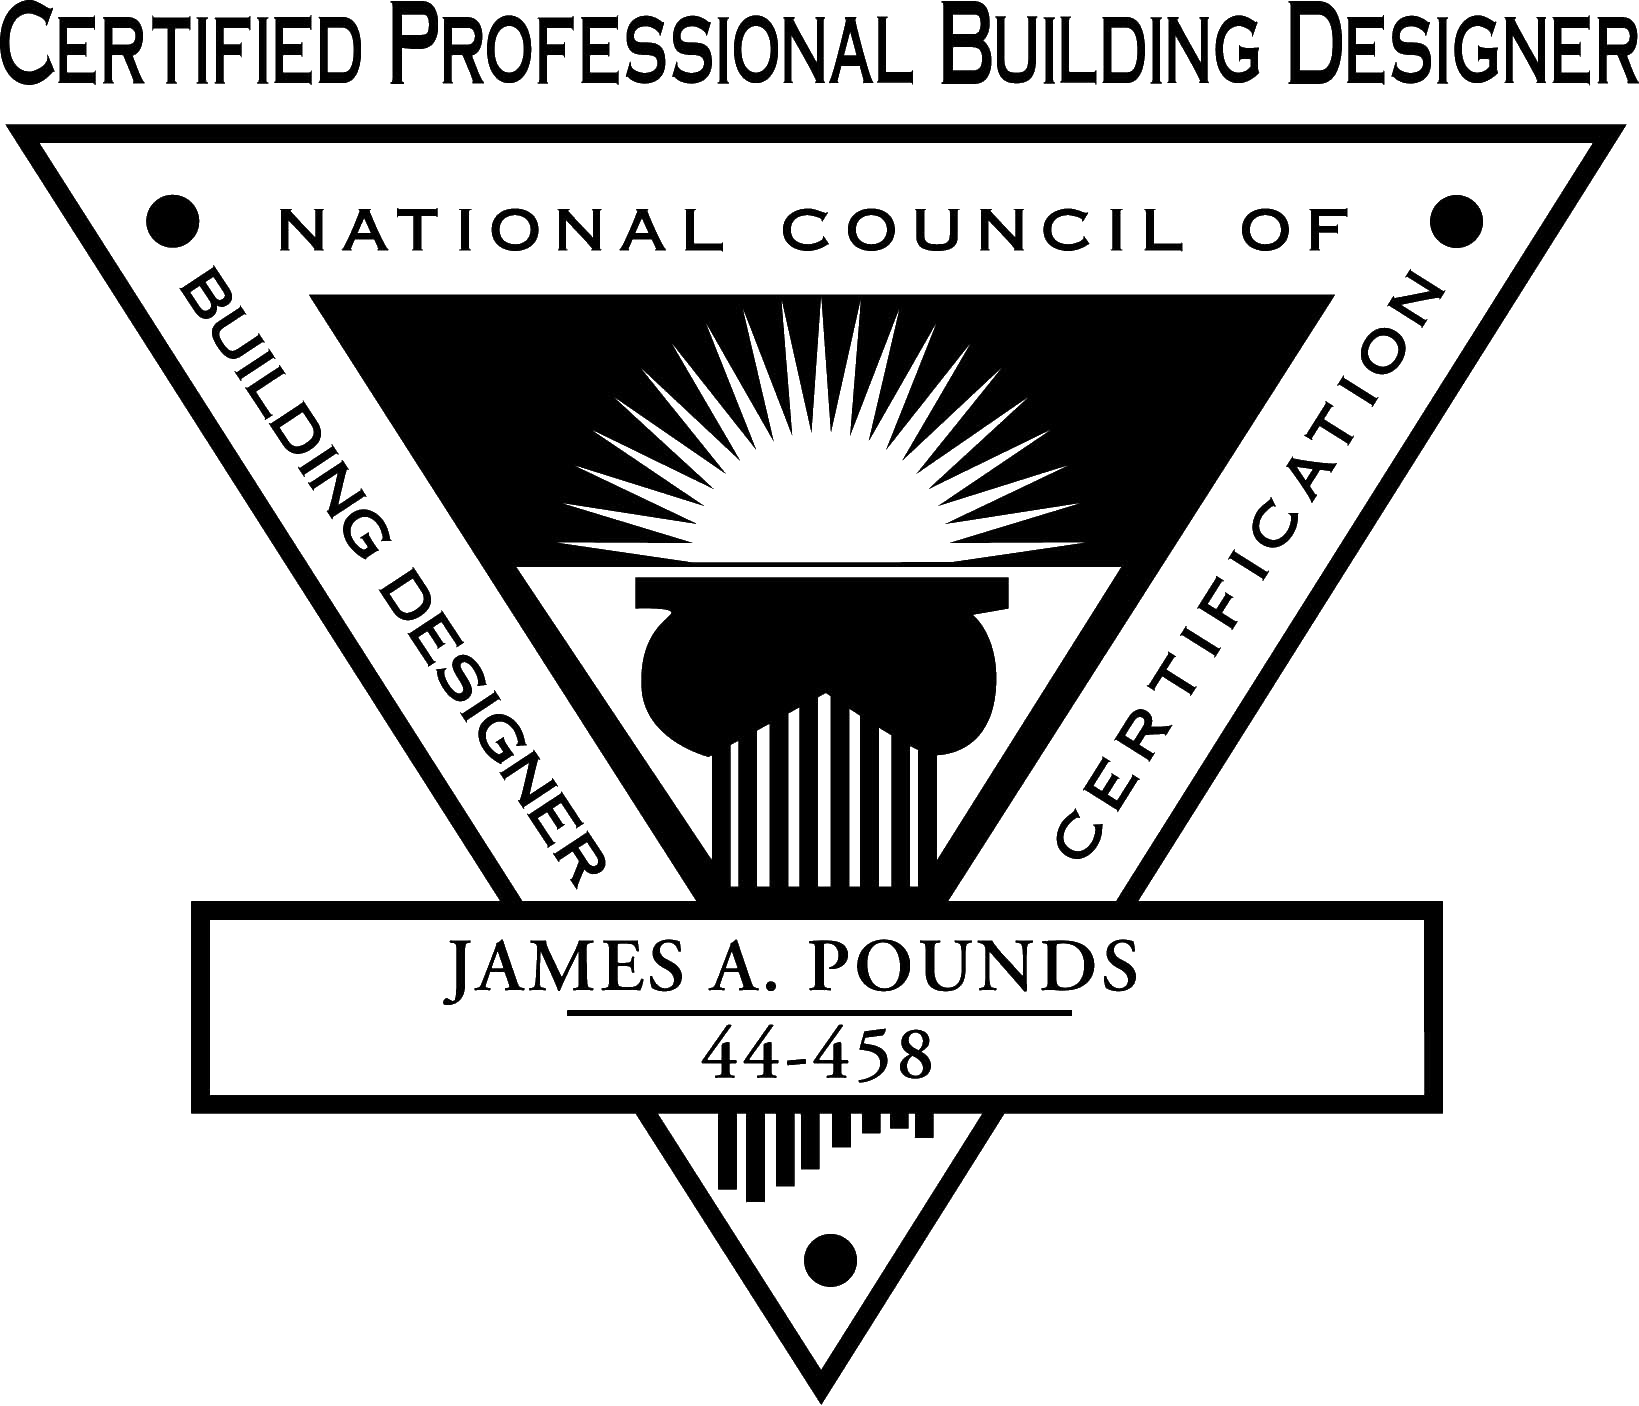 CERTIFIED PROFESSIONAL BUILDING DESIGNER
NATIONAL COUNCIL OF
BUILDING DESIGNER
CERTIFICATION
JAMES A. POUNDS
44-458